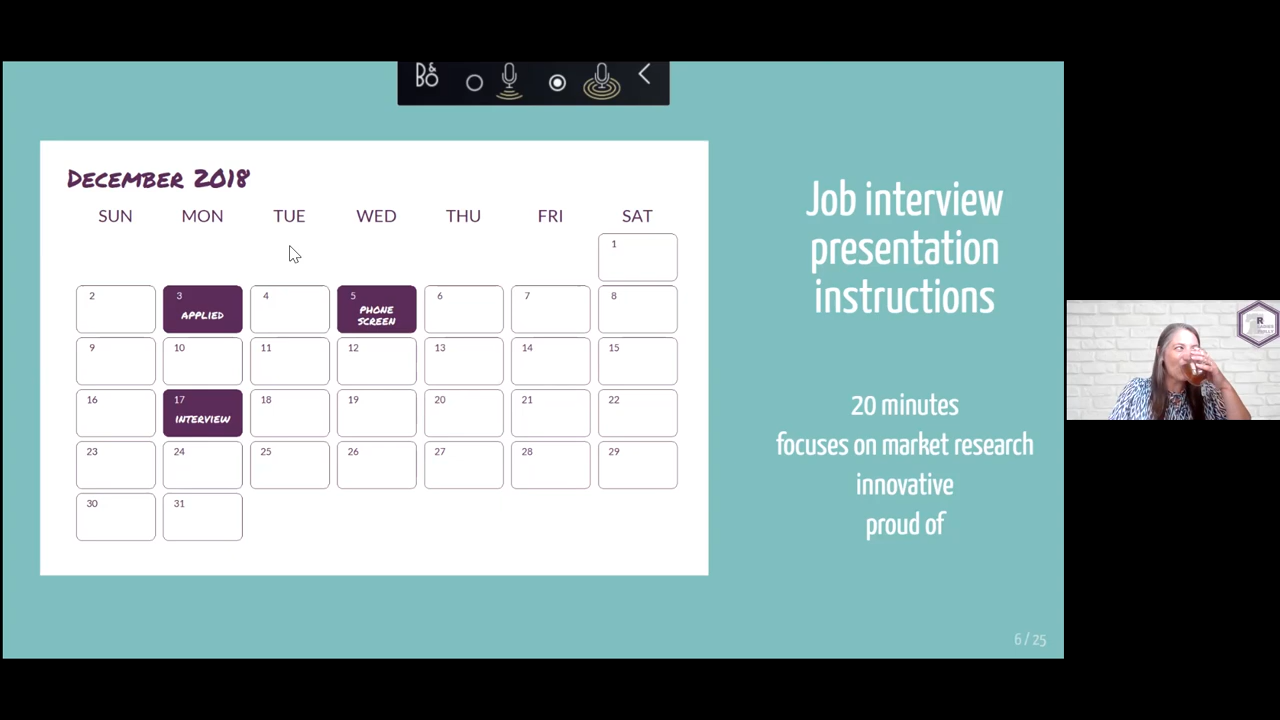 B&O
December 2018
SUN MON TUE WED THU FRI SAT
1
2 3 4 5 6 7 8
APPLIED PHONE SCREEN
9 10 11 12 13 14 15
16 17 18 19 20 21 22
INTERVIEW
23 24 25 26 27 28 29
30 31
Job interview
presentation
instructions
20 minutes
focuses on market research
innovative
proud of
6 / 25
R